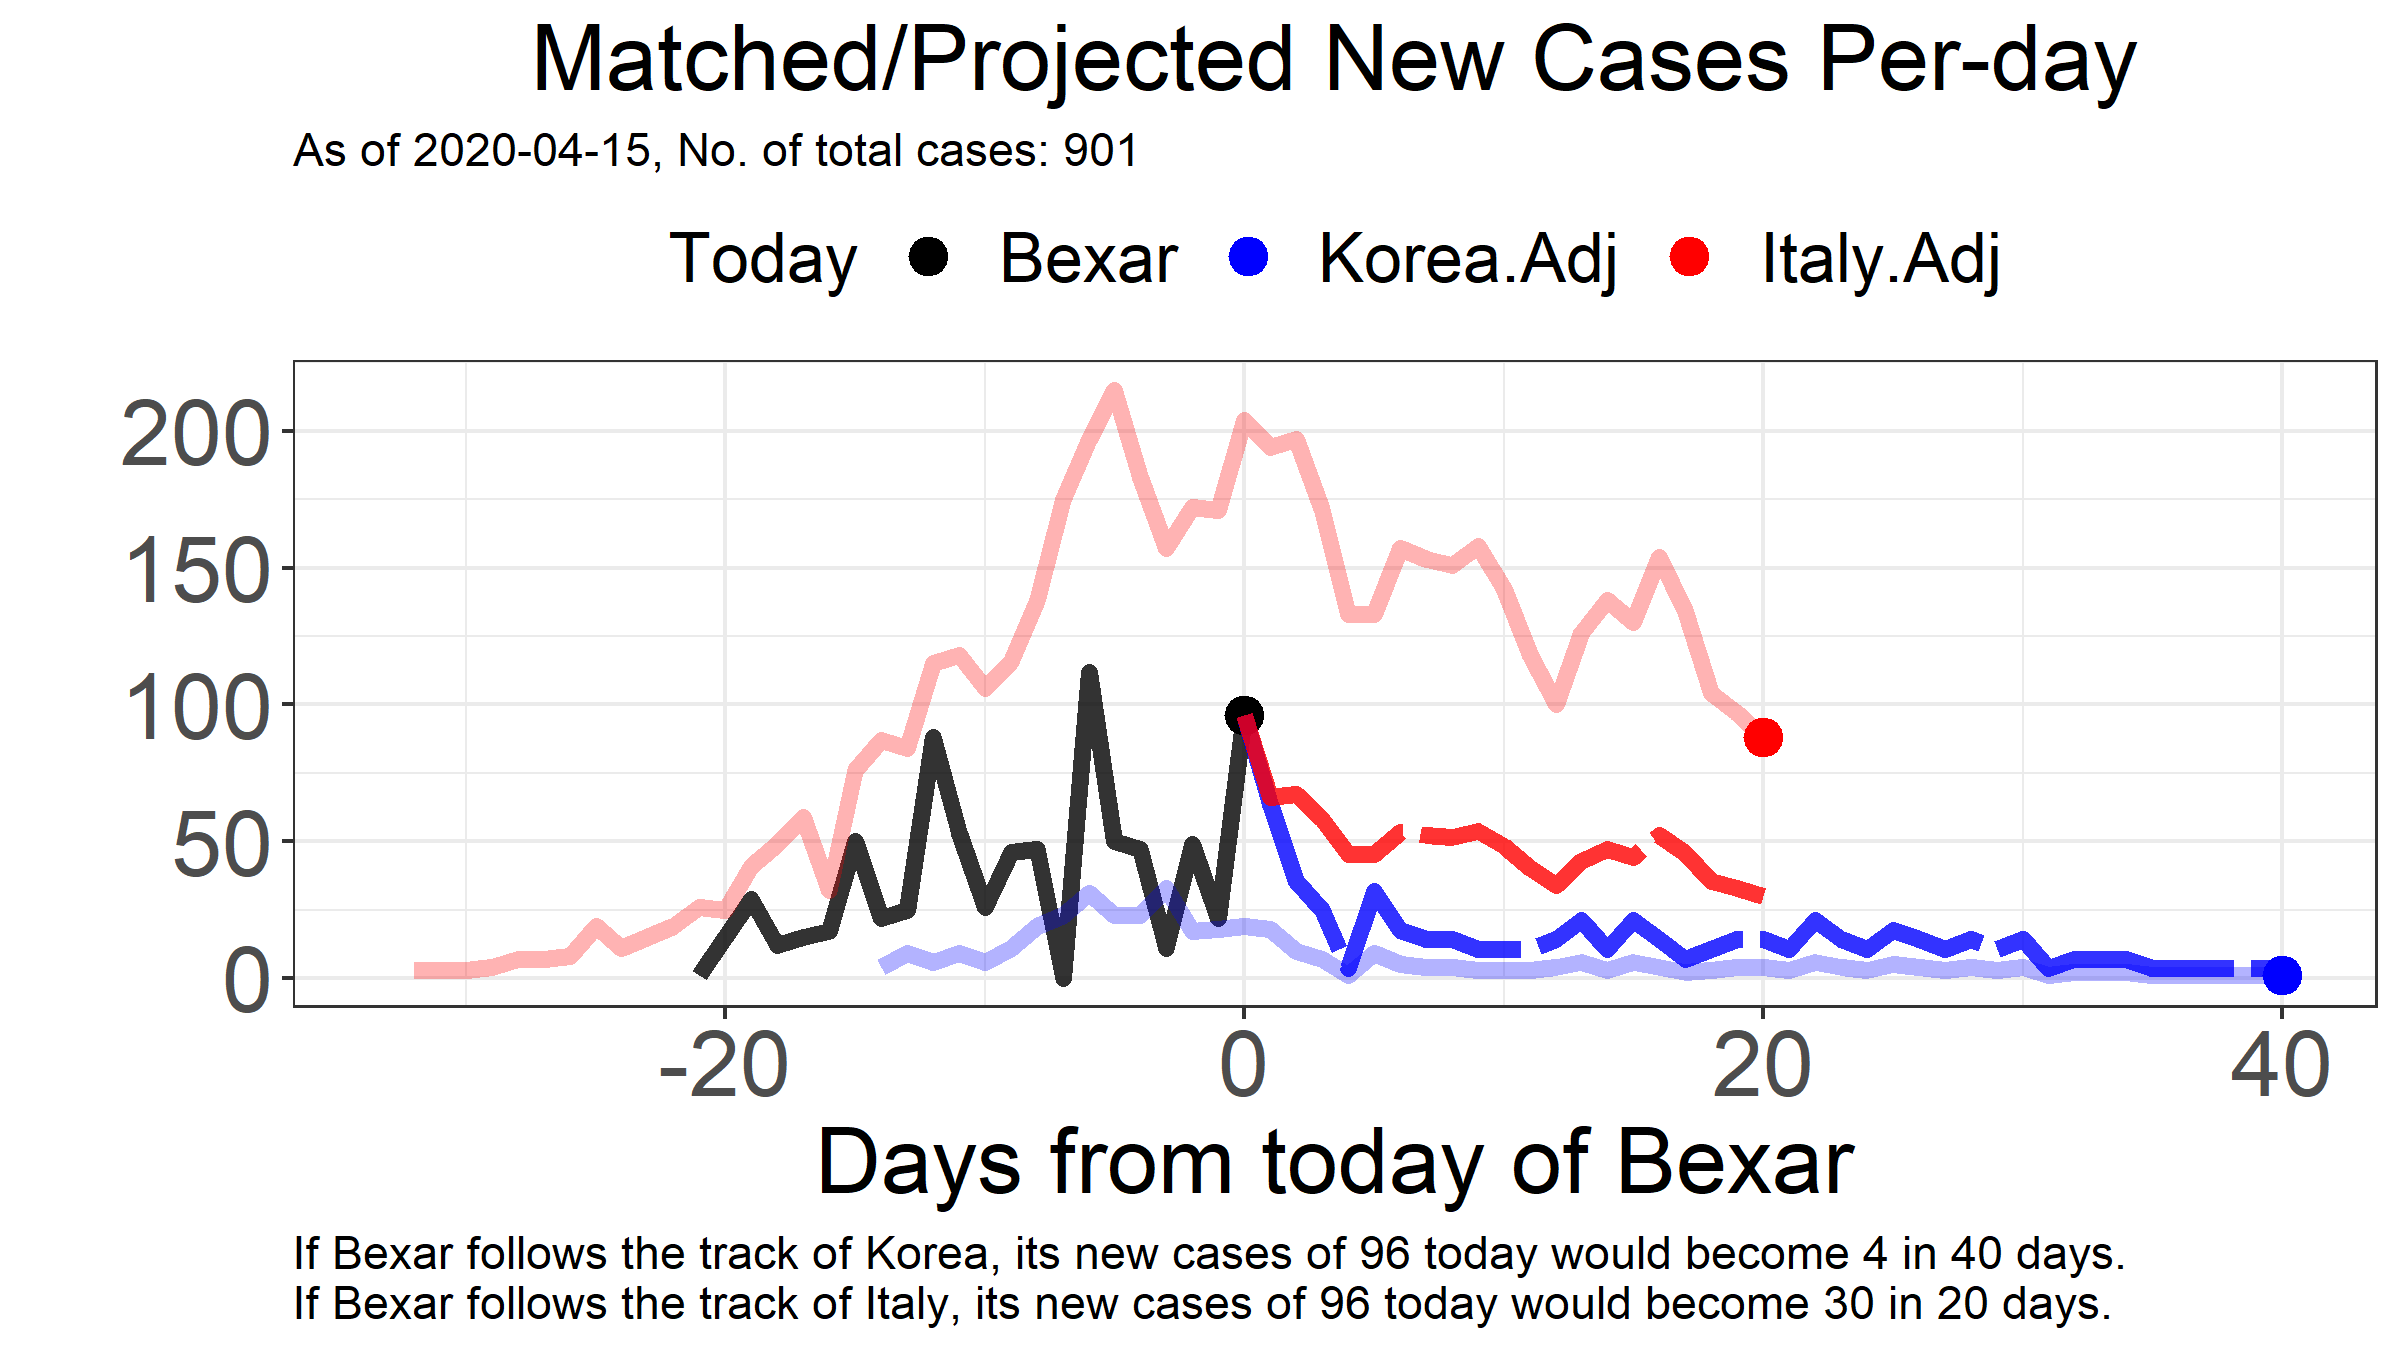 Matched/Projected New Cases Per-day
As of 2020-04-15, No. of total cases: 901
Today Bexar Korea.Adj Italy.Adj
200
150
100
50
0
-20 0 20 40
Days from today of Bexar
If Bexar follows the track of Korea, its new cases of 96 today would become 4 in 40 days.
If Bexar follows the track of Italy, its new cases of 96 today would become 30 in 20 days.